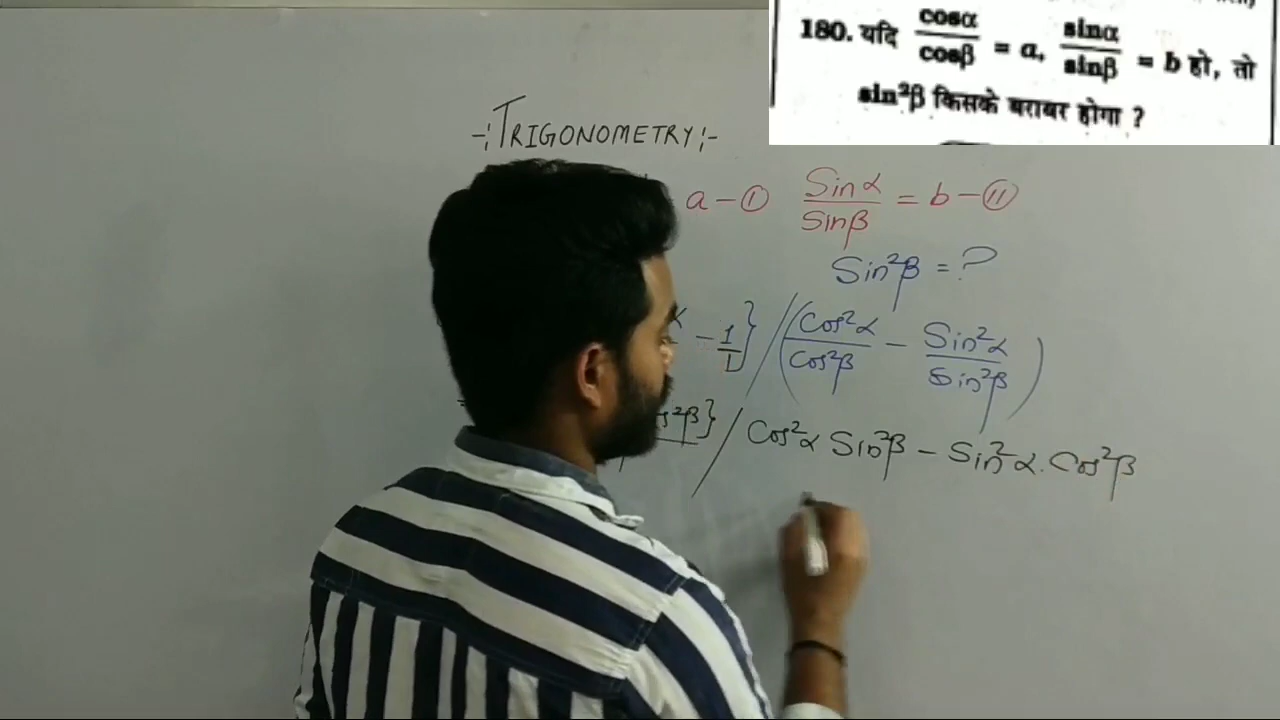 180. यदि cosα/cosβ = a, sinα/sinβ = b हो, तो
sin²β किसके बराबर होगा ?
-:TRIGONOMETRY:-
a - ① Sinα/Sinβ = b - ⑪
Sin²β = ?
- 1/1} / (Cos²α/Cos²β - Sin²α/Sin²β)
s²β} / Cos²α Sin²β - Sin²α. Cos²β